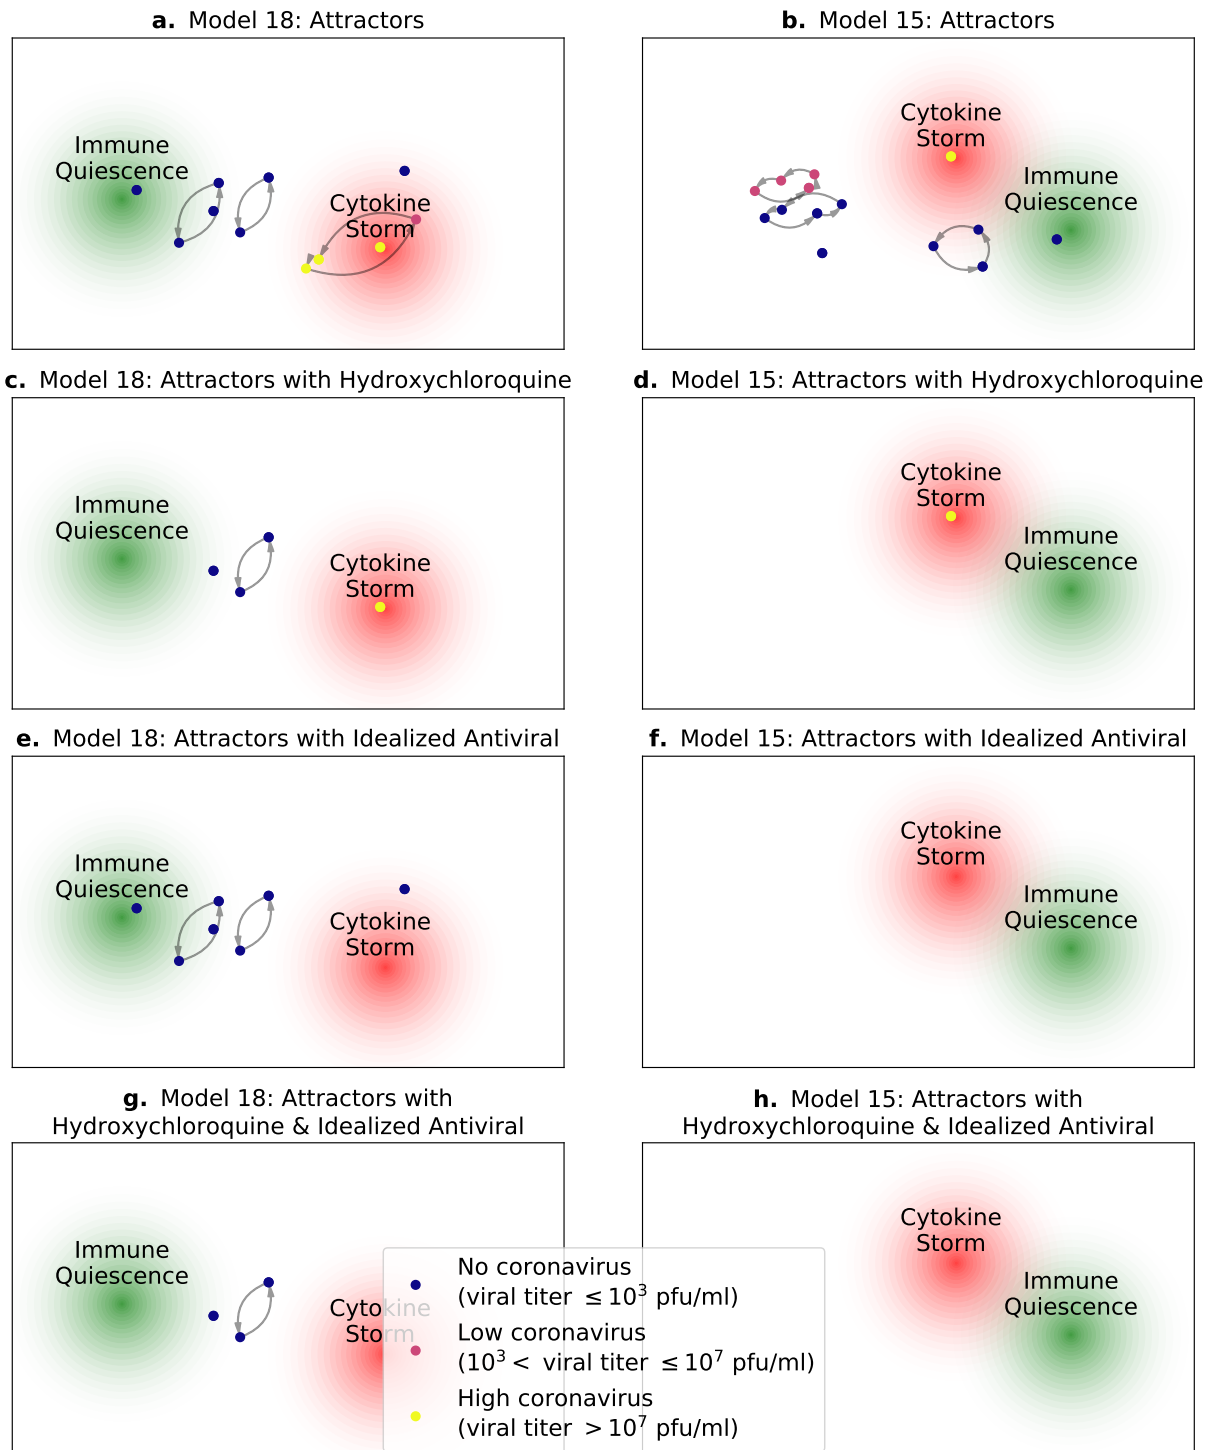 a. Model 18: Attractors
Immune
Quiescence
Cytokine
Storm
b. Model 15: Attractors
Cytokine
Storm
Immune
Quiescence
c. Model 18: Attractors with Hydroxychloroquine
Immune
Quiescence
Cytokine
Storm
d. Model 15: Attractors with Hydroxychloroquine
Cytokine
Storm
Immune
Quiescence
e. Model 18: Attractors with Idealized Antiviral
Immune
Quiescence
Cytokine
Storm
f. Model 15: Attractors with Idealized Antiviral
Cytokine
Storm
Immune
Quiescence
g. Model 18: Attractors with
Hydroxychloroquine & Idealized Antiviral
Immune
Quiescence
Cytokine
Storm
h. Model 15: Attractors with
Hydroxychloroquine & Idealized Antiviral
Cytokine
Storm
Immune
Quiescence
No coronavirus
(viral titer ≤10³ pfu/ml)
Low coronavirus
(10³< viral titer ≤10⁷ pfu/ml)
High coronavirus
(viral titer >10⁷ pfu/ml)